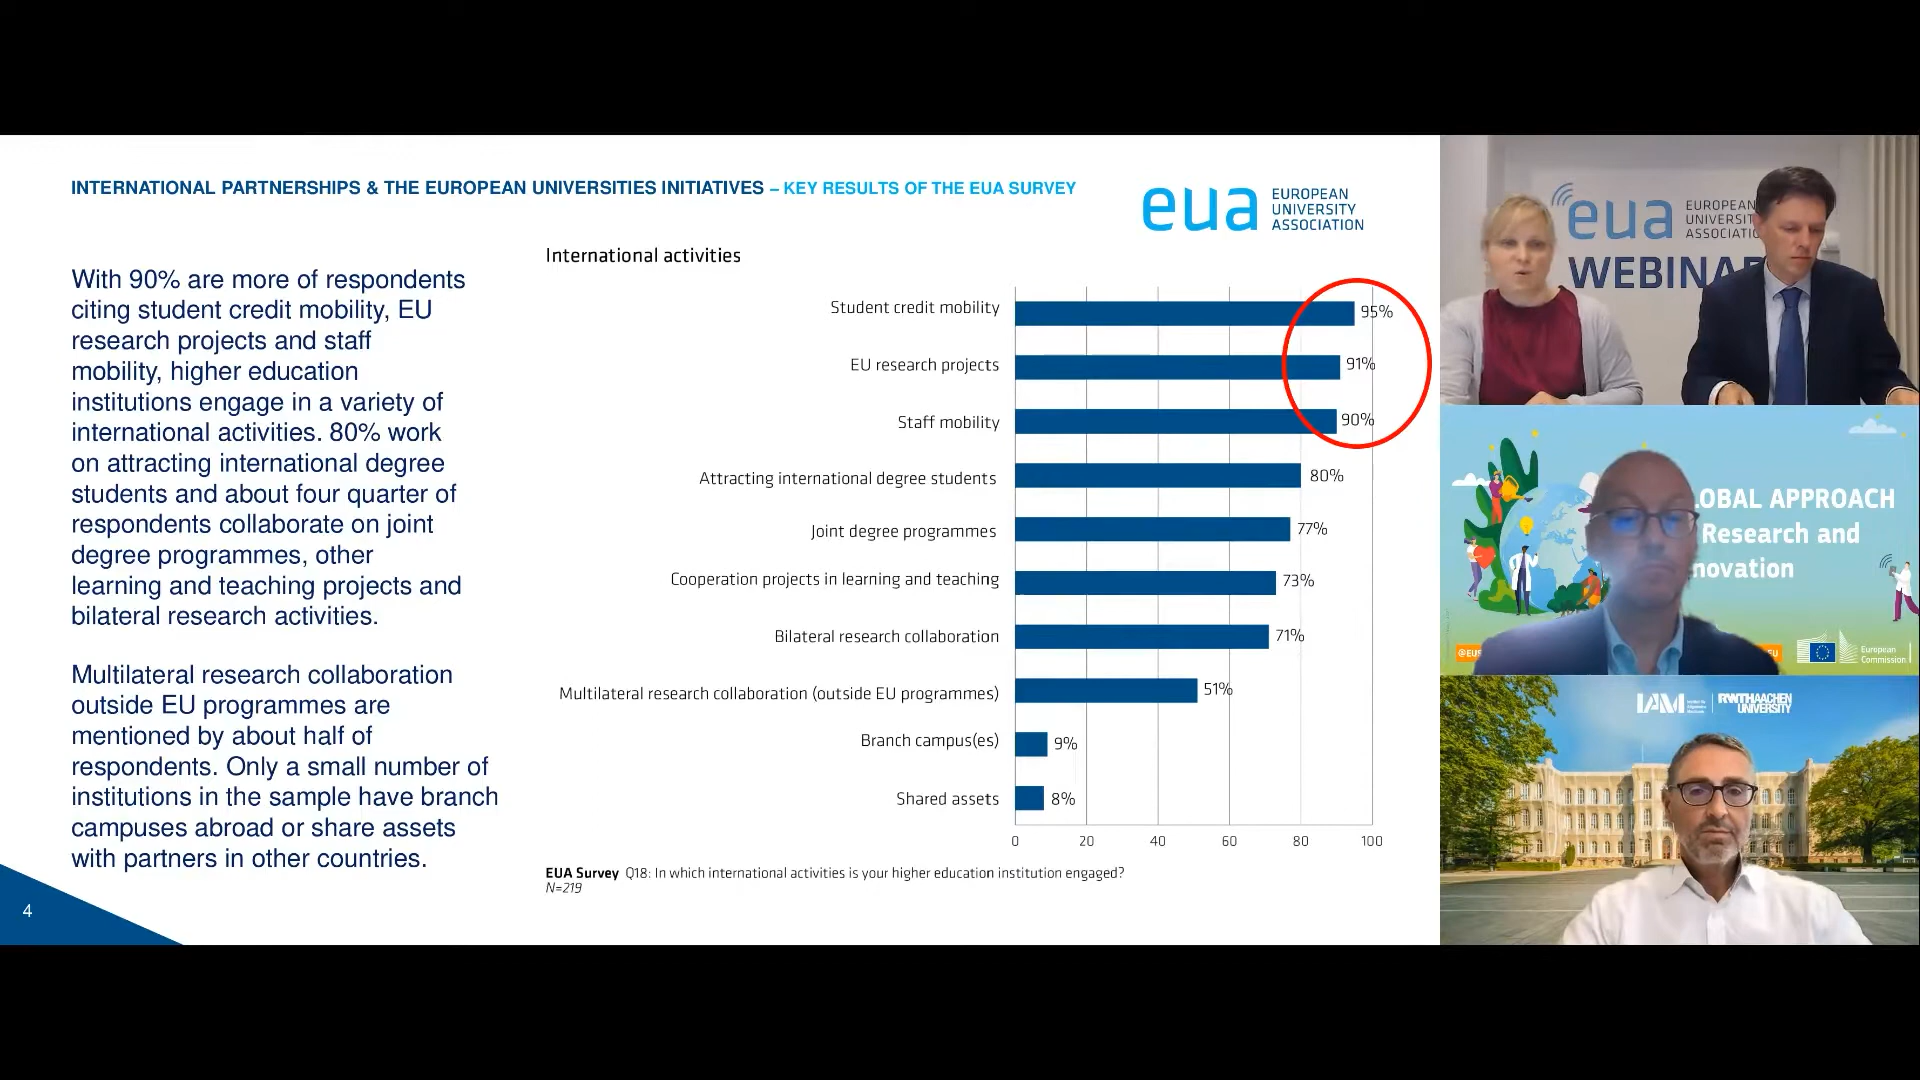 INTERNATIONAL PARTNERSHIPS & THE EUROPEAN UNIVERSITIES INITIATIVES – KEY RESULTS OF THE EUA SURVEY
eua EUROPEAN
UNIVERSITY
ASSOCIATION
With 90% are more of respondents
citing student credit mobility, EU
research projects and staff
mobility, higher education
institutions engage in a variety of
international activities. 80% work
on attracting international degree
students and about four quarter of
respondents collaborate on joint
degree programmes, other
learning and teaching projects and
bilateral research activities.
Multilateral research collaboration
outside EU programmes are
mentioned by about half of
respondents. Only a small number of
institutions in the sample have branch
campuses abroad or share assets
with partners in other countries.
4
International activities
Student credit mobility 95%
EU research projects 91%
Staff mobility 90%
Attracting international degree students 80%
Joint degree programmes 77%
Cooperation projects in learning and teaching 73%
Bilateral research collaboration 71%
Multilateral research collaboration (outside EU programmes) 51%
Branch campus(es) 9%
Shared assets 8%
0 20 40 60 80 100
EUA Survey Q18: In which international activities is your higher education institution engaged?
N=219
eua EUROPEAN
UNIVERSIT
ASSOCIATIO
WEBINAR
OBAL APPROACH
Research and
novation
European
Commission
IAM
RWTHAACHEN
UNIVERSITY